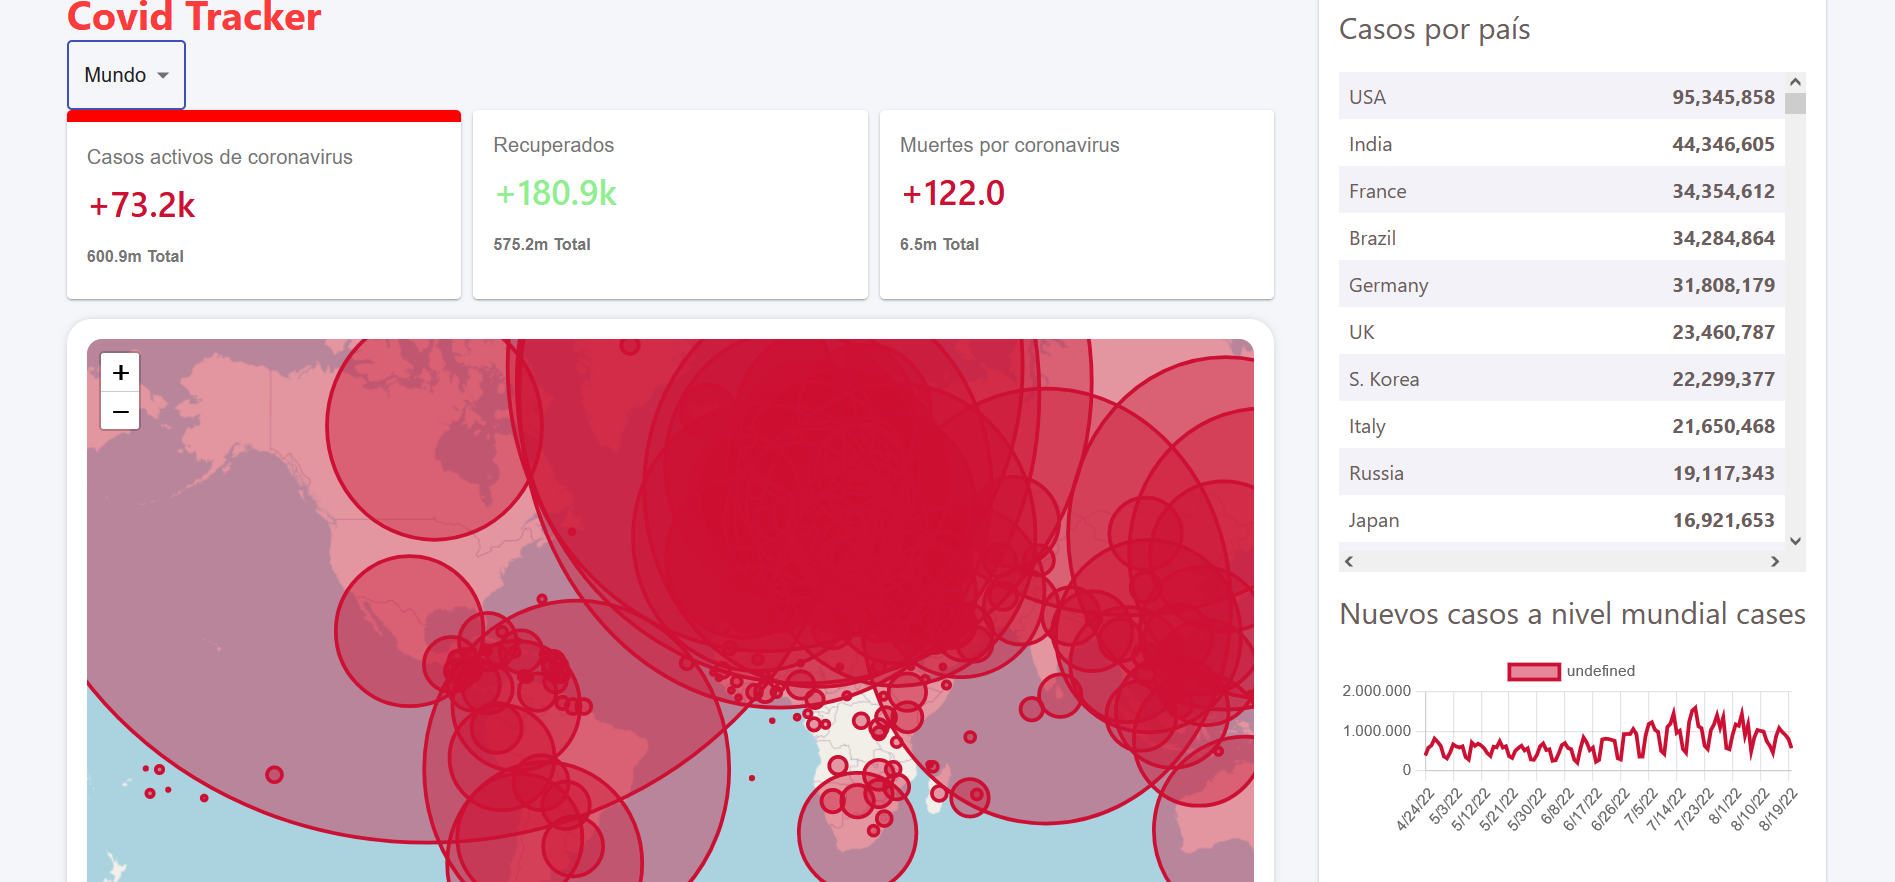 Covid Tracker
Mundo
Casos activos de coronavirus
+73.2k
600.9m Total
Recuperados
+180.9k
575.2m Total
Muertes por coronavirus
+122.0
6.5m Total
+
−
Casos por país
USA 95,345,858
India 44,346,605
France 34,354,612
Brazil 34,284,864
Germany 31,808,179
UK 23,460,787
S. Korea 22,299,377
Italy 21,650,468
Russia 19,117,343
Japan 16,921,653
Nuevos casos a nivel mundial cases
undefined
2.000.000
1.000.000
0
4/24/22 5/3/22 5/12/22 5/21/22 5/30/22 6/8/22 6/17/22 6/26/22 7/5/22 7/14/22 7/23/22 8/1/22 8/10/22 8/19/22